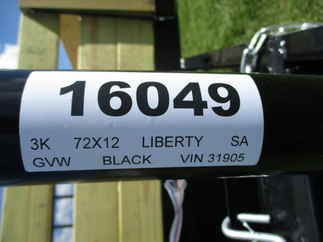 16049
3K 72X12 LIBERTY SA
GVW BLACK VIN 31905